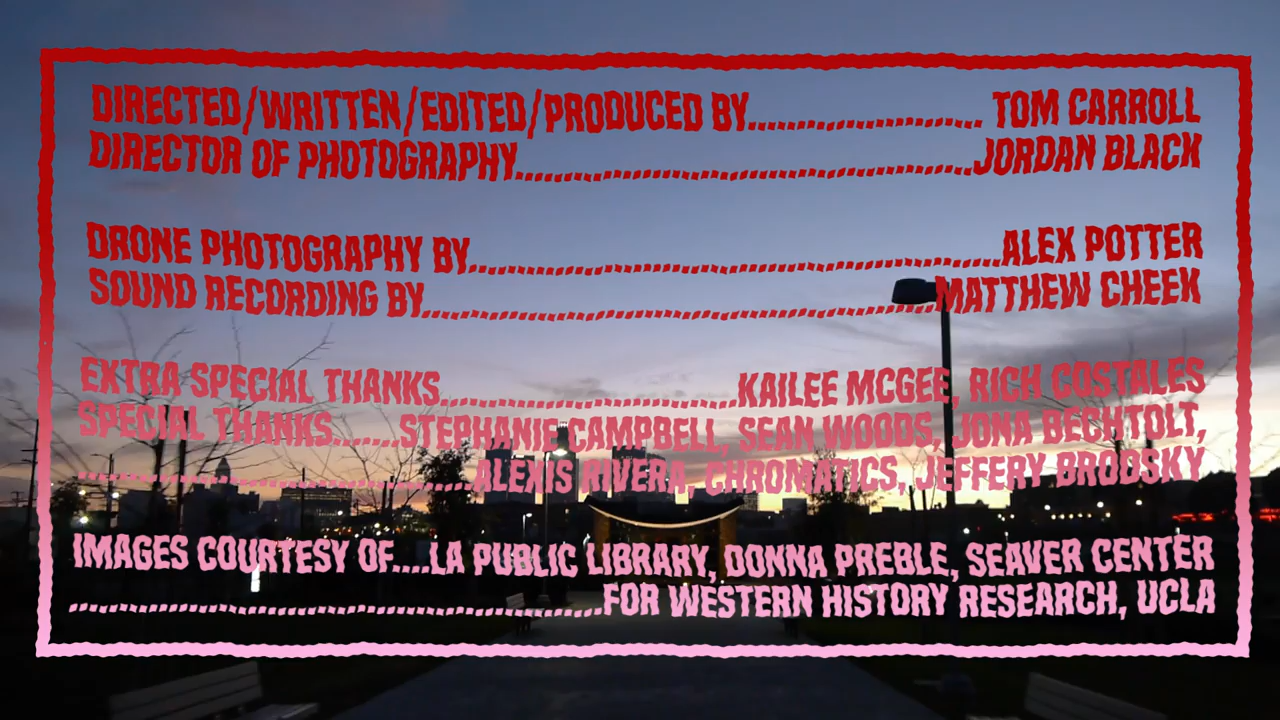 DIRECTED/WRITTEN/EDITED/PRODUCED BY........................ TOM CARROLL
DIRECTOR OF PHOTOGRAPHY................................................JORDAN BLACK
DRONE PHOTOGRAPHY BY.......................................................ALEX POTTER
SOUND RECORDING BY.....................................................MATTHEW CHEEK
EXTRA SPECIAL THANKS...............................KAILEE MCGEE, RICH COSTALES
SPECIAL THANKS.......STEPHANIE CAMPBELL, SEAN WOODS, JONA BECHTOLT,
.........................................ALEXIS RIVERA, CHROMATICS, JEFFERY BRODSKY
IMAGES COURTESY OF....LA PUBLIC LIBRARY, DONNA PREBLE, SEAVER CENTER
.......................................................FOR WESTERN HISTORY RESEARCH, UCLA